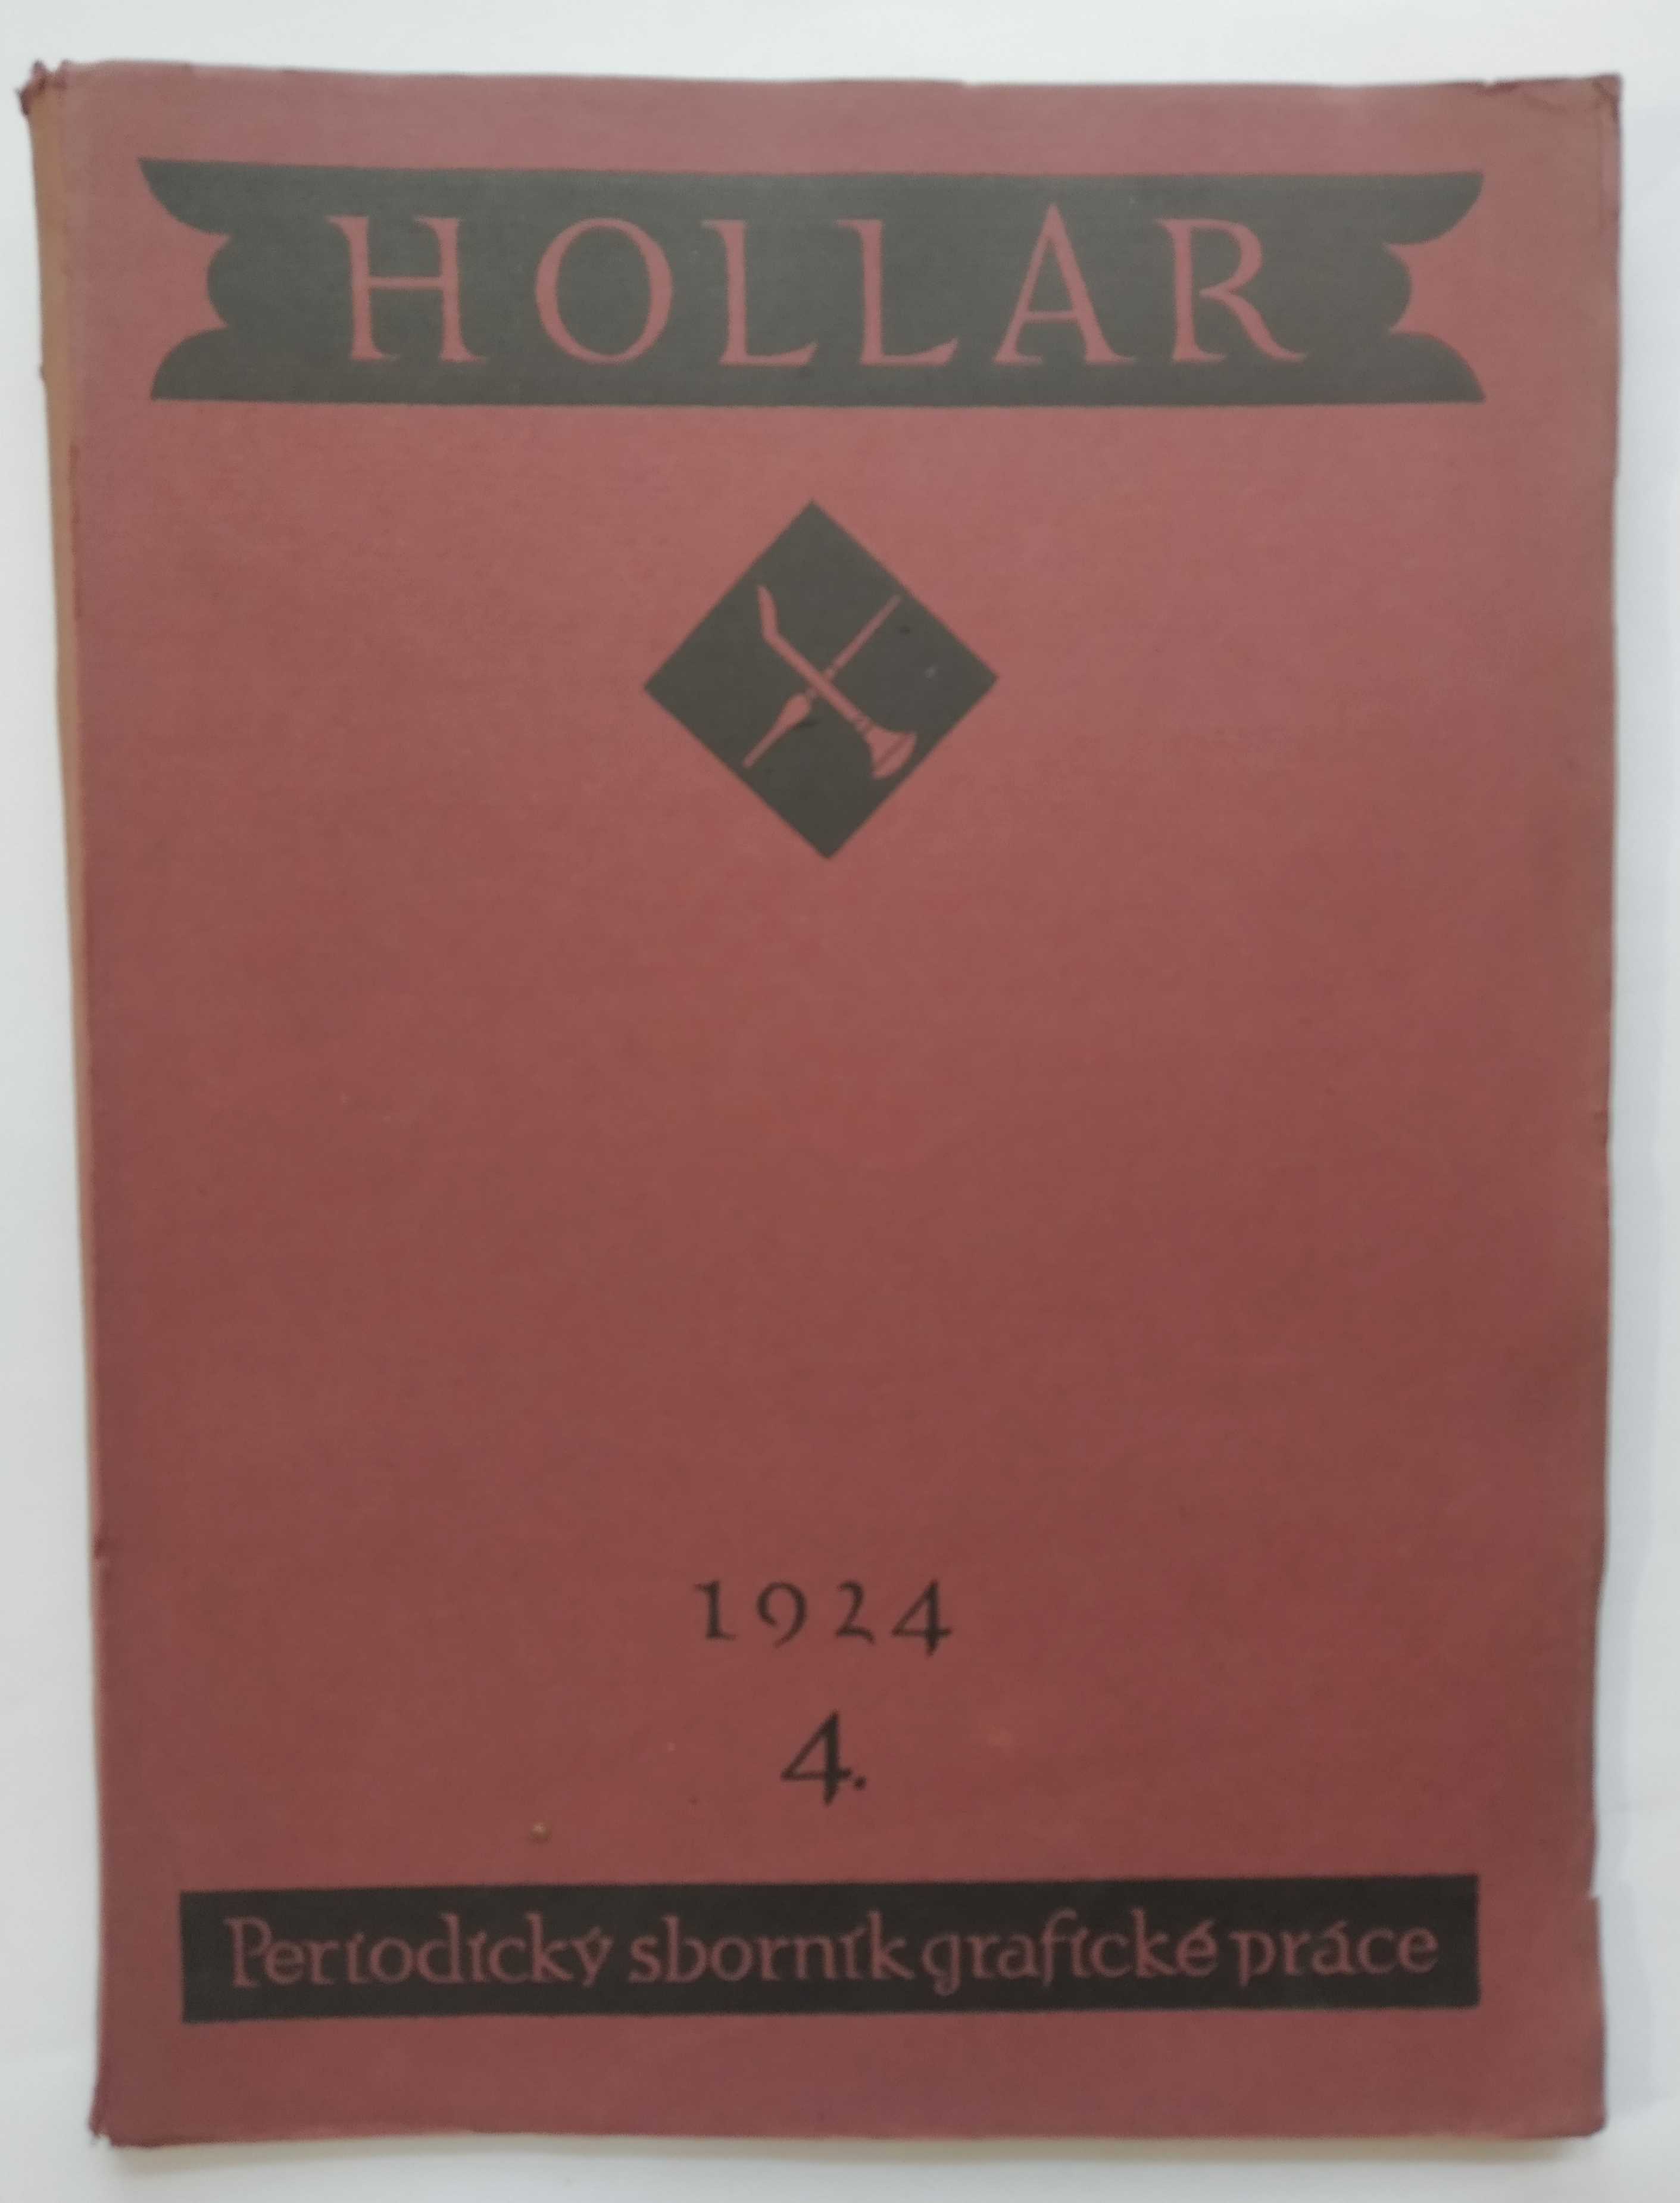 HOLLAR
1924
4.
Periodický sborník grafické práce